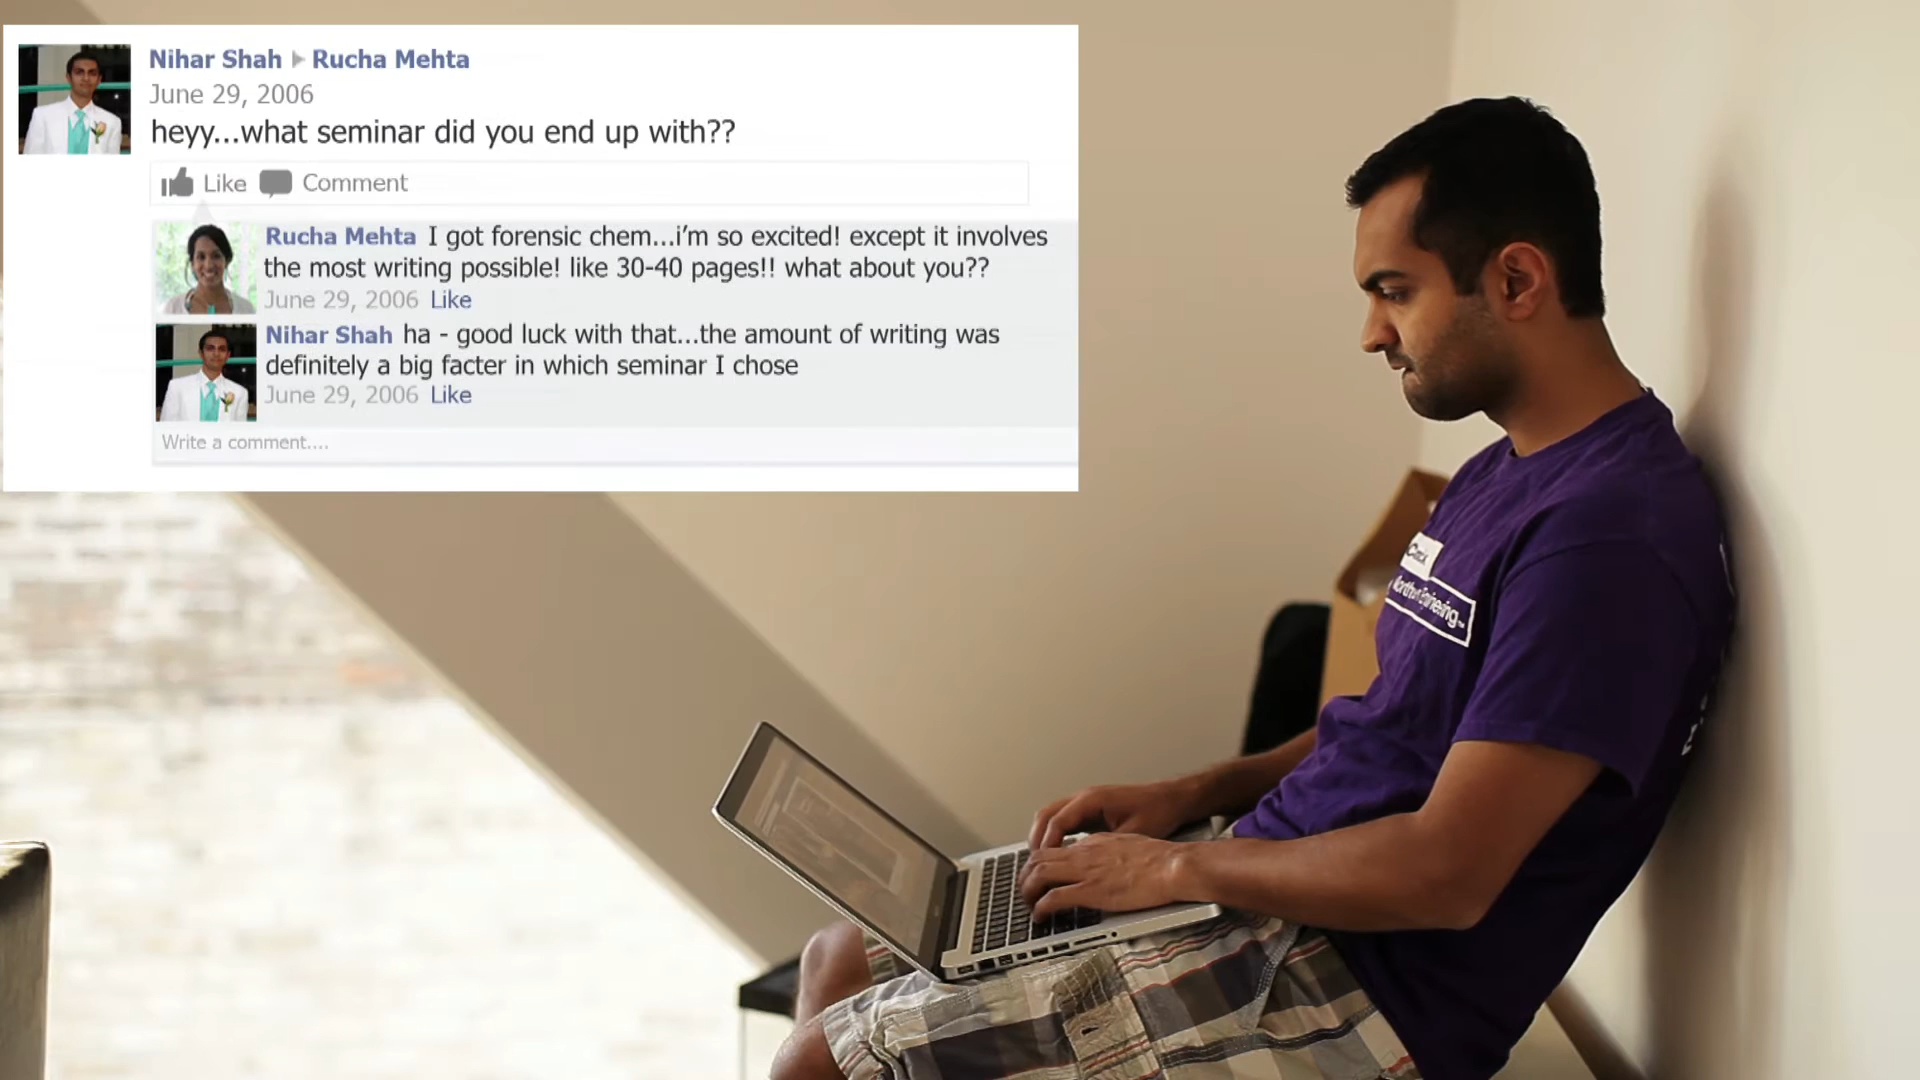 Nihar Shah ▸ Rucha Mehta
June 29, 2006
heyy...what seminar did you end up with??
Like Comment
Rucha Mehta I got forensic chem...i'm so excited! except it involves
the most writing possible! like 30-40 pages!! what about you??
June 29, 2006 Like
Nihar Shah ha - good luck with that...the amount of writing was
definitely a big facter in which seminar I chose
June 29, 2006 Like
Write a comment....